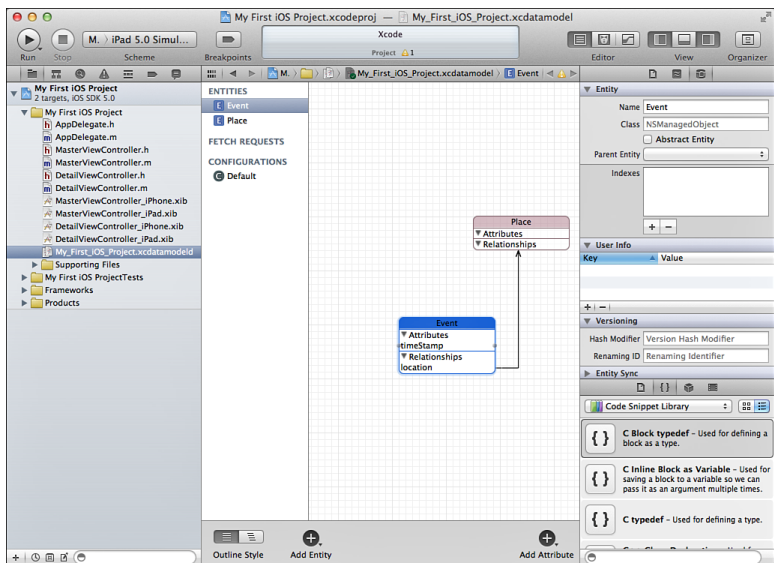 My First iOS Project.xcodeproj — My_First_iOS_Project.xcdatamodel
M. 〉 iPad 5.0 Simul...
Xcode
Project 1
Run Stop Scheme Breakpoints Editor View Organizer
M. 〉 My_First_iOS_Project.xcdatamodel 〉 E Event
My First iOS Project
2 targets, iOS SDK 5.0
My First iOS Project
h AppDelegate.h
m AppDelegate.m
h MasterViewController.h
m MasterViewController.m
h DetailViewController.h
m DetailViewController.m
MasterViewController_iPhone.xib
MasterViewController_iPad.xib
DetailViewController_iPhone.xib
DetailViewController_iPad.xib
My_First_iOS_Project.xcdatamodeld
Supporting Files
My First iOS ProjectTests
Frameworks
Products
ENTITIES
E Event
E Place
FETCH REQUESTS
CONFIGURATIONS
C Default
Place
Attributes
Relationships
Event
Attributes
timeStamp
Relationships
location
Outline Style Add Entity Add Attribute
Entity
Name Event
Class NSManagedObject
Abstract Entity
Parent Entity
Indexes
+ −
User Info
Key Value
+ −
Versioning
Hash Modifier Version Hash Modifier
Renaming ID Renaming Identifier
Entity Sync
{}
Code Snippet Library
{ } C Block typedef – Used for defining a
block as a type.
{ } C Inline Block as Variable – Used for
saving a block to a variable so we can
pass it as an argument multiple times.
{ } C typedef – Used for defining a type.